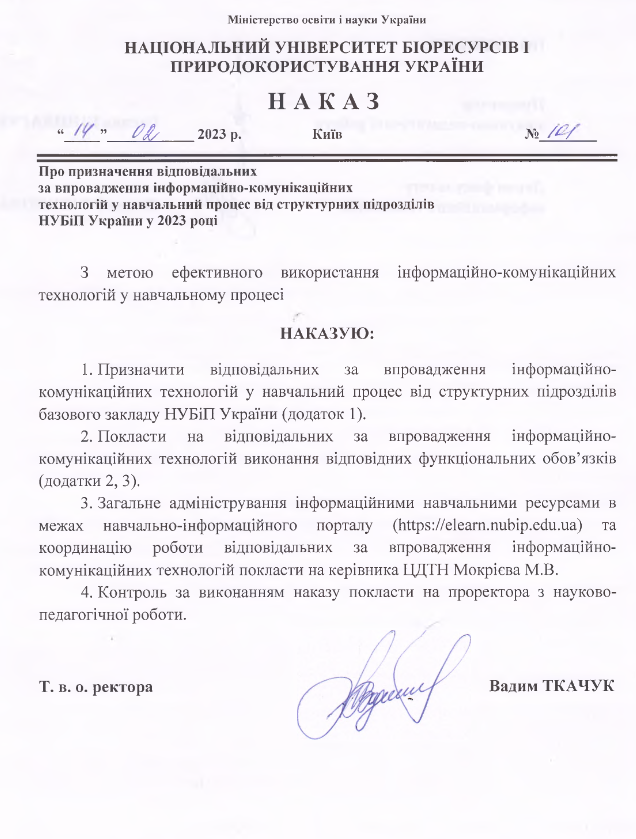 Міністерство освіти і науки України
НАЦІОНАЛЬНИЙ УНІВЕРСИТЕТ БІОРЕСУРСІВ І
ПРИРОДОКОРИСТУВАННЯ УКРАЇНИ
Н А К А З
“ 14 ” 02 2023 р. Київ № 101
Про призначення відповідальних
за впровадження інформаційно-комунікаційних
технологій у навчальний процес від структурних підрозділів
НУБіП України у 2023 році
З метою ефективного використання інформаційно-комунікаційних
технологій у навчальному процесі
НАКАЗУЮ:
1. Призначити відповідальних за впровадження інформаційно-
комунікаційних технологій у навчальний процес від структурних підрозділів
базового закладу НУБіП України (додаток 1).
2. Покласти на відповідальних за впровадження інформаційно-
комунікаційних технологій виконання відповідних функціональних обов’язків
(додатки 2, 3).
3. Загальне адміністрування інформаційними навчальними ресурсами в
межах навчально-інформаційного порталу (https://elearn.nubip.edu.ua) та
координацію роботи відповідальних за впровадження інформаційно-
комунікаційних технологій покласти на керівника ЦДТН Мокрієва М.В.
4. Контроль за виконанням наказу покласти на проректора з науково-
педагогічної роботи.
Т. в. о. ректора Вадим ТКАЧУК